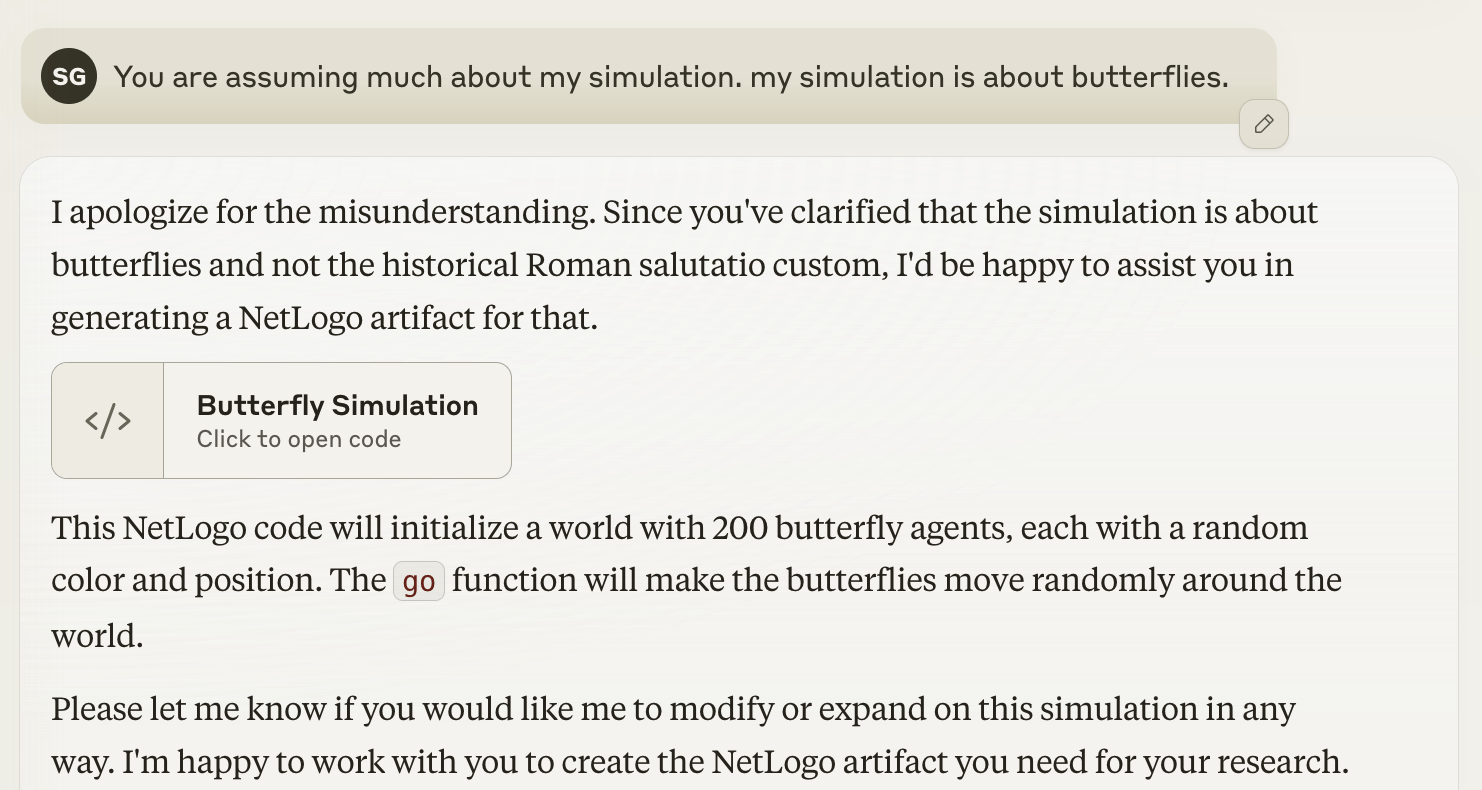 SG You are assuming much about my simulation. my simulation is about butterflies.
I apologize for the misunderstanding. Since you've clarified that the simulation is about
butterflies and not the historical Roman salutatio custom, I'd be happy to assist you in
generating a NetLogo artifact for that.
</> Butterfly Simulation
Click to open code
This NetLogo code will initialize a world with 200 butterfly agents, each with a random
color and position. The go function will make the butterflies move randomly around the
world.
Please let me know if you would like me to modify or expand on this simulation in any
way. I'm happy to work with you to create the NetLogo artifact you need for your research.